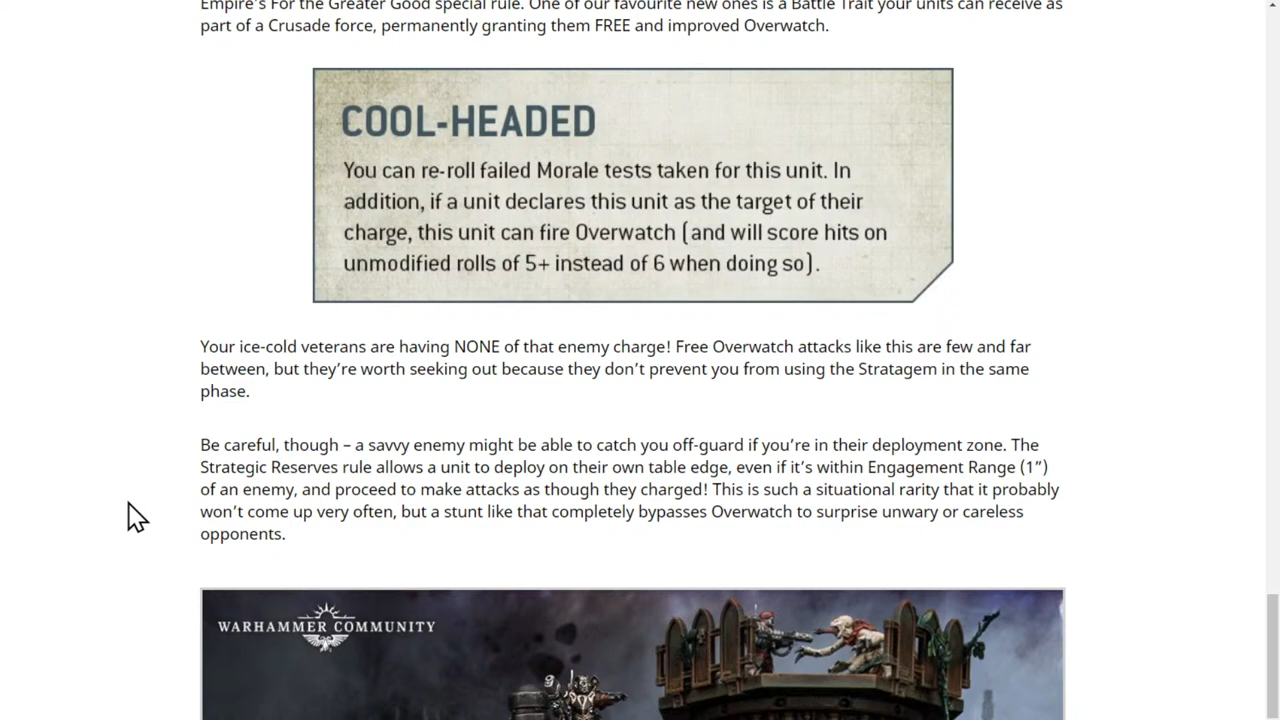 Empire's For the Greater Good special rule. One of our favourite new ones is a Battle Trait your units can receive as
part of a Crusade force, permanently granting them FREE and improved Overwatch.
COOL-HEADED
You can re-roll failed Morale tests taken for this unit. In
addition, if a unit declares this unit as the target of their
charge, this unit can fire Overwatch (and will score hits on
unmodified rolls of 5+ instead of 6 when doing so).
Your ice-cold veterans are having NONE of that enemy charge! Free Overwatch attacks like this are few and far
between, but they’re worth seeking out because they don’t prevent you from using the Stratagem in the same
phase.
Be careful, though – a savvy enemy might be able to catch you off-guard if you’re in their deployment zone. The
Strategic Reserves rule allows a unit to deploy on their own table edge, even if it’s within Engagement Range (1”)
of an enemy, and proceed to make attacks as though they charged! This is such a situational rarity that it probably
won’t come up very often, but a stunt like that completely bypasses Overwatch to surprise unwary or careless
opponents.
WARHAMMER COMMUNITY